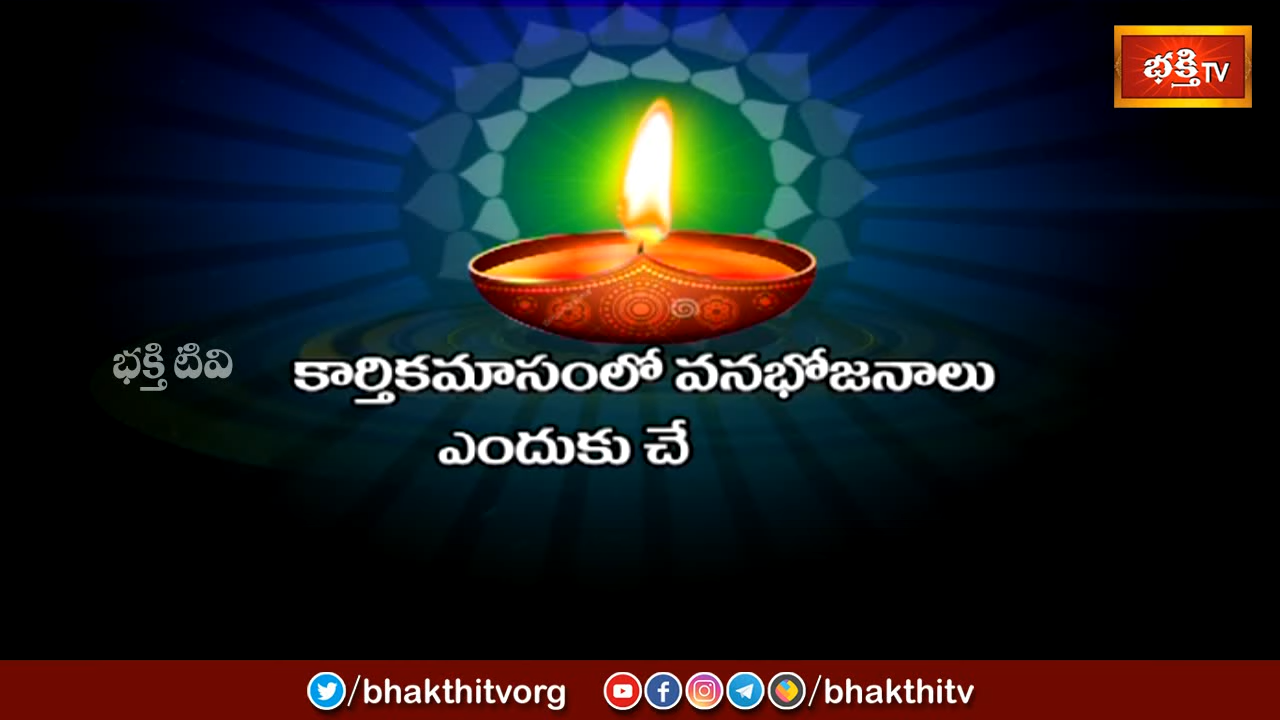 భక్తి TV
భక్తి టివి
కార్తికమాసంలో వనభోజనాలు
ఎందుకు చే
/bhakthitvorg /bhakthitv